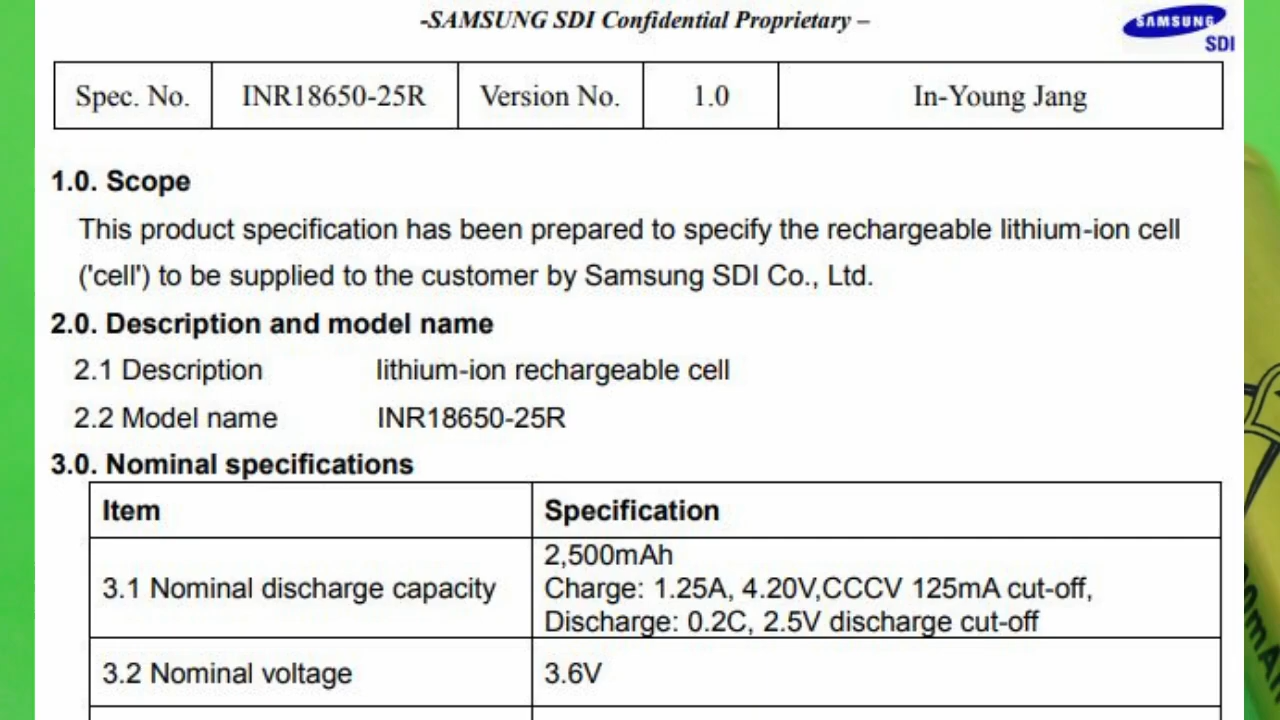 -SAMSUNG SDI Confidential Proprietary –
SAMSUNG
SDI
Spec. No. INR18650-25R Version No. 1.0 In-Young Jang
1.0. Scope
This product specification has been prepared to specify the rechargeable lithium-ion cell
('cell') to be supplied to the customer by Samsung SDI Co., Ltd.
2.0. Description and model name
2.1 Description lithium-ion rechargeable cell
2.2 Model name INR18650-25R
3.0. Nominal specifications
Item Specification
3.1 Nominal discharge capacity
2,500mAh
Charge: 1.25A, 4.20V,CCCV 125mA cut-off,
Discharge: 0.2C, 2.5V discharge cut-off
3.2 Nominal voltage 3.6V